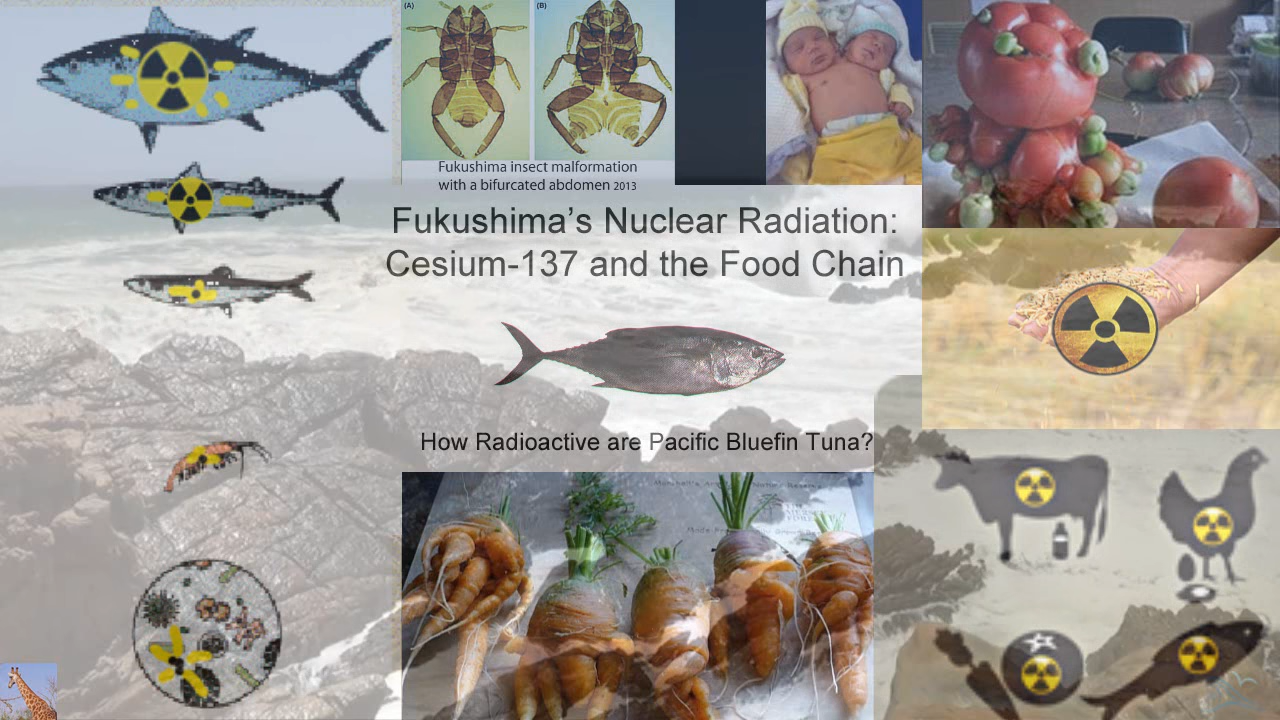 (A)
(B)
Fukushima insect malformation
with a bifurcated abdomen 2013
Fukushima’s Nuclear Radiation:
Cesium-137 and the Food Chain
How Radioactive are Pacific Bluefin Tuna?